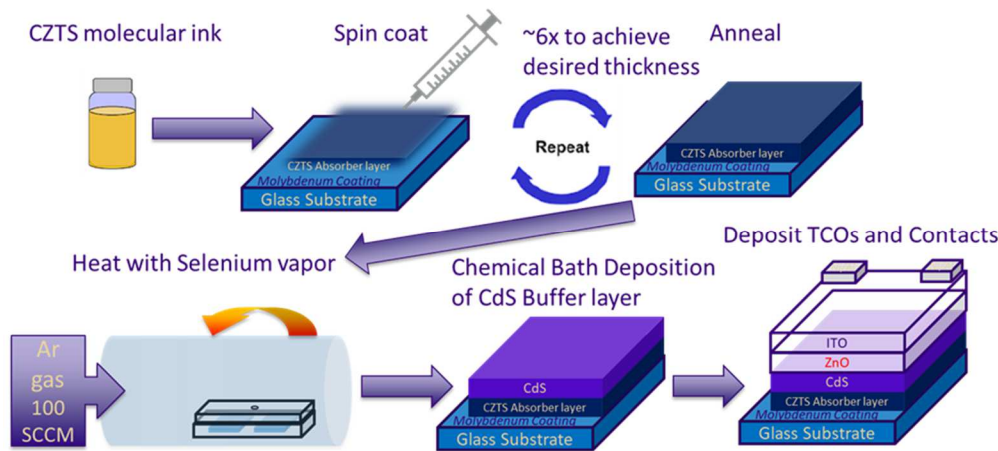 CZTS molecular ink
Spin coat
~6x to achieve
desired thickness
Anneal
Repeat
CZTS Absorber layer
Molybdenum Coating
Glass Substrate
CZTS Absorber layer
Molybdenum Coating
Glass Substrate
Heat with Selenium vapor
Chemical Bath Deposition
of CdS Buffer layer
Deposit TCOs and Contacts
Ar
gas
100
SCCM
CdS
CZTS Absorber layer
Molybdenum Coating
Glass Substrate
ITO
ZnO
CdS
CZTS Absorber layer
Molybdenum Coating
Glass Substrate